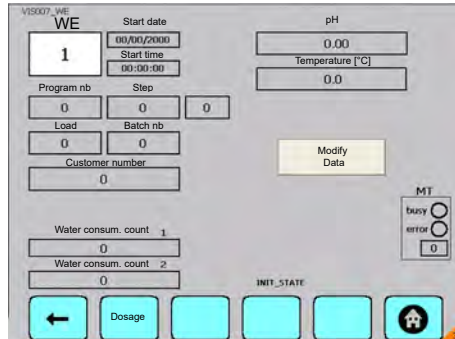 VIS007_WE
WE
Start date
pH
1
00/00/2000
0.00
Start time
Temperature [°C]
00:00:00
0.0
Program nb
Step
0
0
0
Load
Batch nb
0
0
Modify
Data
Customer number
0
MT
busy
error
0
Water consum. count 1
0
Water consum. count 2
0
INIT_STATE
Dosage